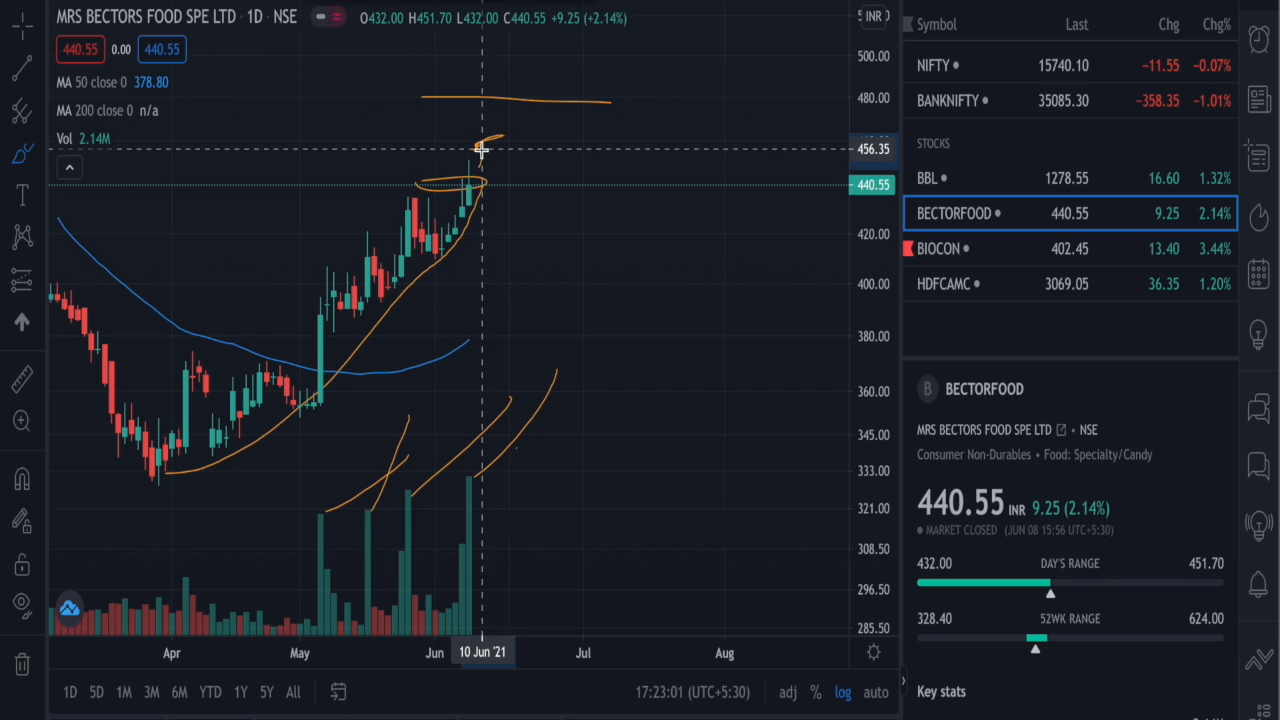 MRS BECTORS FOOD SPE LTD · 1D · NSE O432.00 H451.70 L432.00 C440.55 +9.25 (+2.14%)
440.55 0.00 440.55
MA 50 close 0 378.80
MA 200 close 0 n/a
Vol 2.14M
INR
500.00
480.00
456.35
440.55
420.00
400.00
380.00
360.00
345.00
333.00
321.00
308.50
296.50
285.50
Apr May Jun 10 Jun '21 Jul Aug
1D 5D 1M 3M 6M YTD 1Y 5Y All 17:23:01 (UTC+5:30) adj % log auto
Symbol Last Chg Chg%
NIFTY 15740.10 −11.55 −0.07%
BANKNIFTY 35085.30 −358.35 −1.01%
STOCKS
BBL 1278.55 16.60 1.32%
BECTORFOOD 440.55 9.25 2.14%
BIOCON 402.45 13.40 3.44%
HDFCAMC 3069.05 36.35 1.20%
B BECTORFOOD
MRS BECTORS FOOD SPE LTD · NSE
Consumer Non-Durables · Food: Specialty/Candy
440.55 INR 9.25 (2.14%)
MARKET CLOSED (JUN 08 15:56 UTC+5:30)
432.00 DAY'S RANGE 451.70
328.40 52WK RANGE 624.00
Key stats